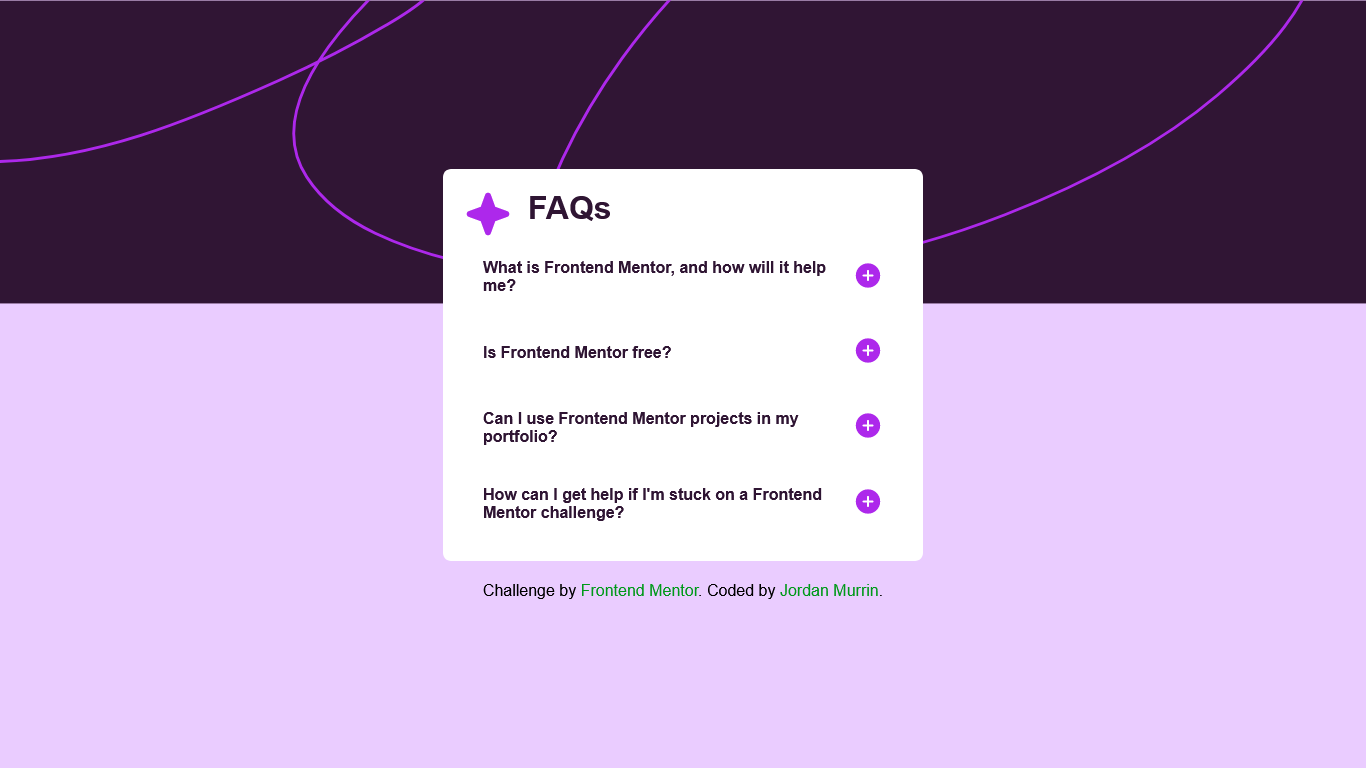 FAQs
What is Frontend Mentor, and how will it help
me?
Is Frontend Mentor free?
Can I use Frontend Mentor projects in my
portfolio?
How can I get help if I'm stuck on a Frontend
Mentor challenge?
Challenge by Frontend Mentor. Coded by Jordan Murrin.